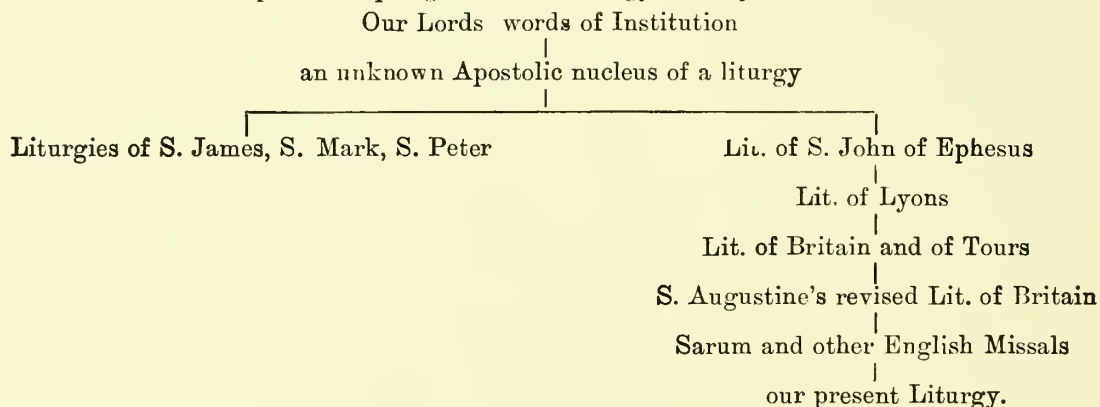 Our Lords words of Institution
an unknown Apostolic nucleus of a liturgy
Liturgies of S. James, S. Mark, S. Peter
Lit. of S. John of Ephesus
Lit. of Lyons
Lit. of Britain and of Tours
S. Augustine's revised Lit. of Britain
Sarum and other English Missals
our present Liturgy.